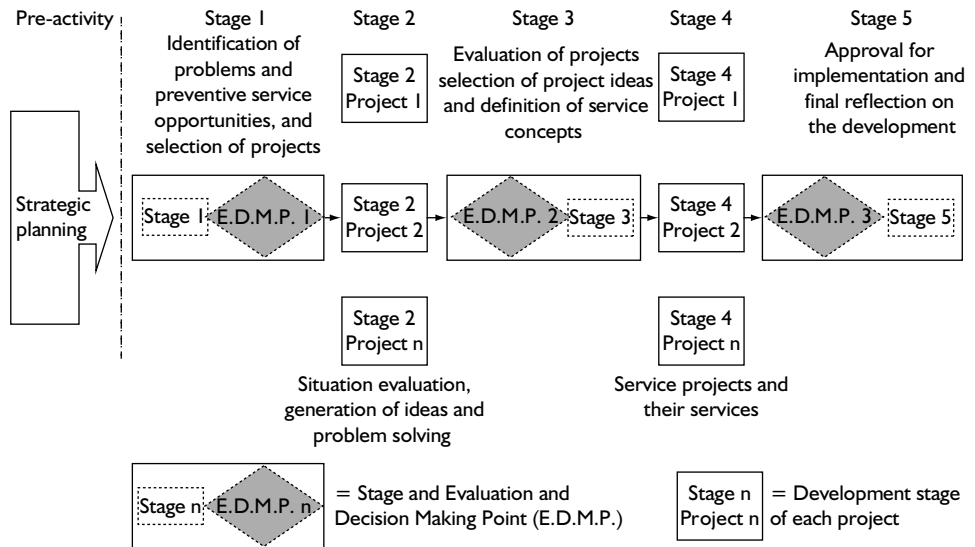 Pre-activity
Stage 1
Identification of
problems and
preventive service
opportunities, and
selection of projects
Stage 2
Stage 2
Project 1
Stage 3
Evaluation of projects
selection of project ideas
and definition of service
concepts
Stage 4
Stage 4
Project 1
Stage 5
Approval for
implementation and
final reflection on
the development
Strategic
planning
Stage 1
E.D.M.P. 1
Stage 2
Project 2
E.D.M.P. 2
Stage 3
Stage 4
Project 2
E.D.M.P. 3
Stage 5
Stage 2
Project n
Situation evaluation,
generation of ideas and
problem solving
Stage 4
Project n
Service projects and
their services
Stage n
E.D.M.P. n
= Stage and Evaluation and
Decision Making Point (E.D.M.P.)
Stage n
Project n
= Development stage
of each project